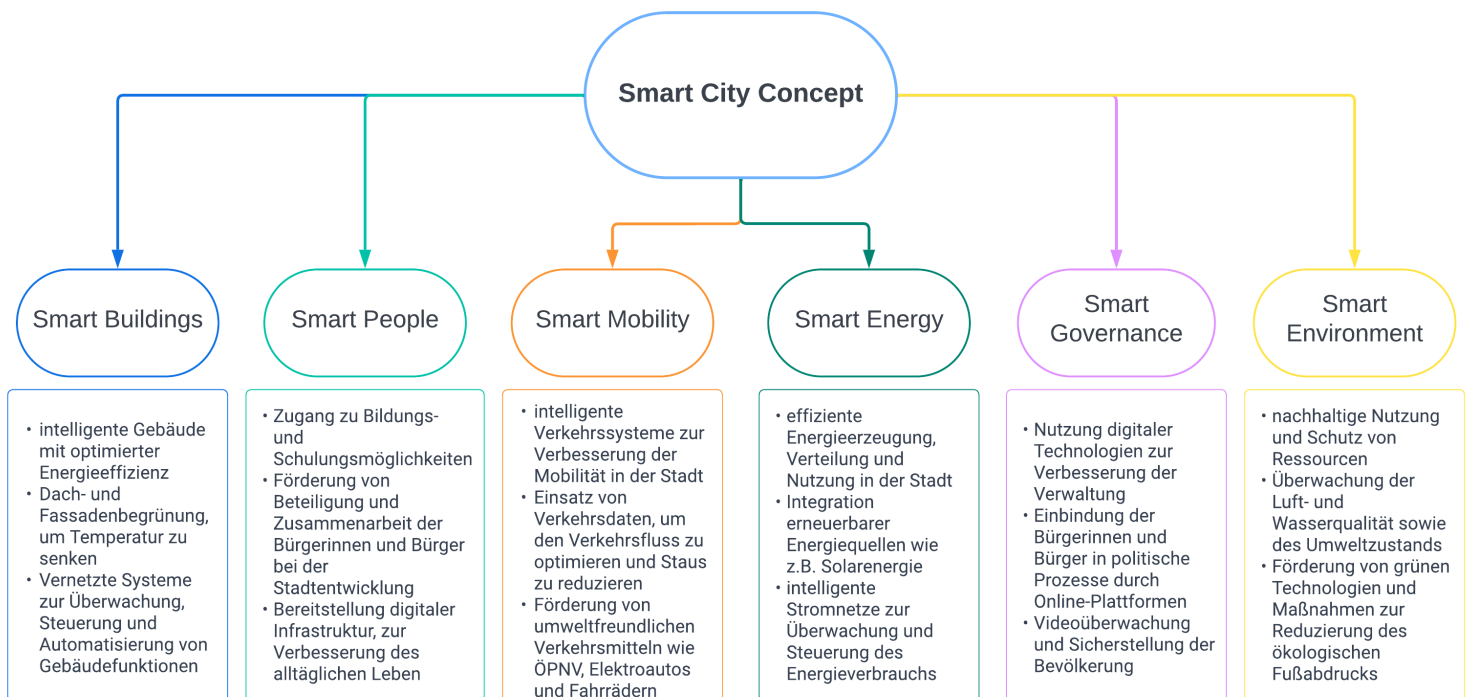 Smart City Concept
Smart Buildings
Smart People
Smart Mobility
Smart Energy
Smart
Governance
Smart
Environment
• intelligente Gebäude
mit optimierter
Energieeffizienz
• Dach- und
Fassadenbegrünung,
um Temperatur zu
senken
• Vernetzte Systeme
zur Überwachung,
Steuerung und
Automatisierung von
Gebäudefunktionen
• Zugang zu Bildungs-
und
Schulungsmöglichkeiten
• Förderung von
Beteiligung und
Zusammenarbeit der
Bürgerinnen und Bürger
bei der
Stadtentwicklung
• Bereitstellung digitaler
Infrastruktur, zur
Verbesserung des
alltäglichen Leben
• intelligente
Verkehrssysteme zur
Verbesserung der
Mobilität in der Stadt
• Einsatz von
Verkehrsdaten, um
den Verkehrsfluss zu
optimieren und Staus
zu reduzieren
• Förderung von
umweltfreundlichen
Verkehrsmitteln wie
ÖPNV, Elektroautos
und Fahrrädern
• effiziente
Energieerzeugung,
Verteilung und
Nutzung in der Stadt
• Integration
erneuerbarer
Energiequellen wie
z.B. Solarenergie
• intelligente
Stromnetze zur
Überwachung und
Steuerung des
Energieverbrauchs
• Nutzung digitaler
Technologien zur
Verbesserung der
Verwaltung
• Einbindung der
Bürgerinnen und
Bürger in politische
Prozesse durch
Online-Plattformen
• Videoüberwachung
und Sicherstellung der
Bevölkerung
• nachhaltige Nutzung
und Schutz von
Ressourcen
• Überwachung der
Luft- und
Wasserqualität sowie
des Umweltzustands
• Förderung von grünen
Technologien und
Maßnahmen zur
Reduzierung des
ökologischen
Fußabdrucks